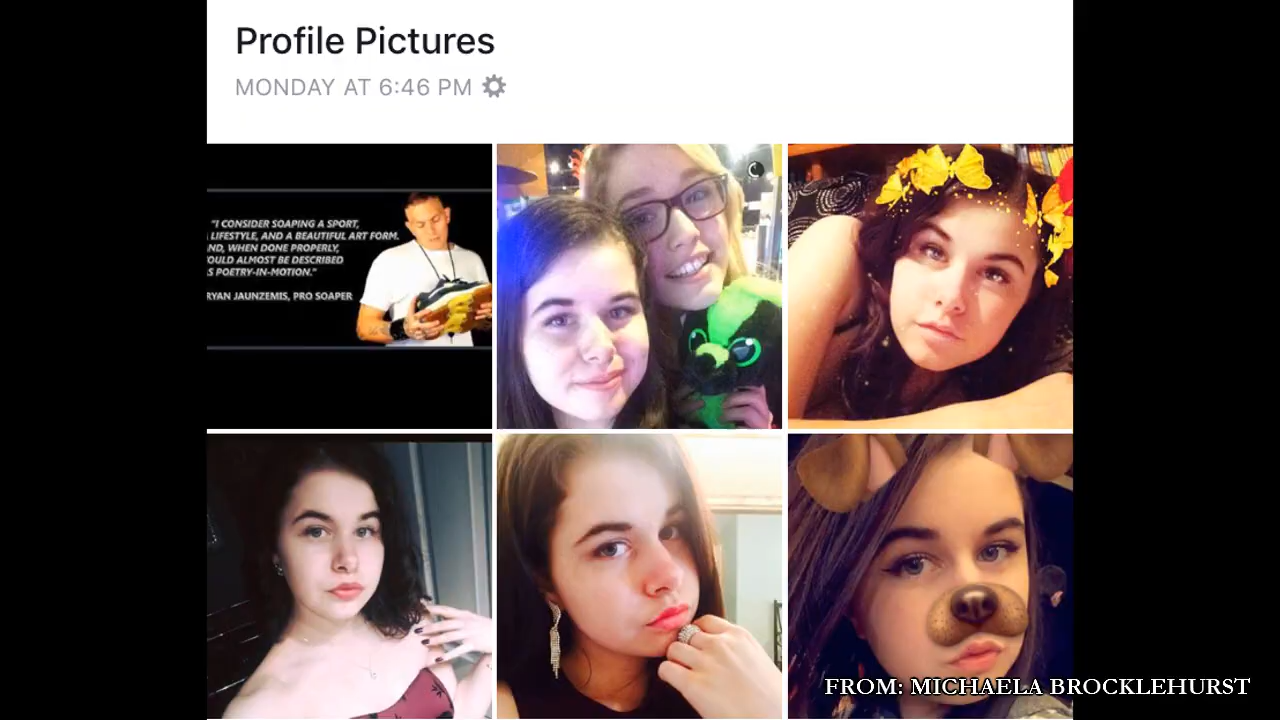 Profile Pictures
MONDAY AT 6:46 PM
"I CONSIDER SOAPING A SPORT,
LIFESTYLE, AND A BEAUTIFUL ART FORM.
ND, WHEN DONE PROPERLY,
OULD ALMOST BE DESCRIBED
S POETRY-IN-MOTION."
RYAN JAUNZEMIS, PRO SOAPER
FROM: MICHAELA BROCKLEHURST